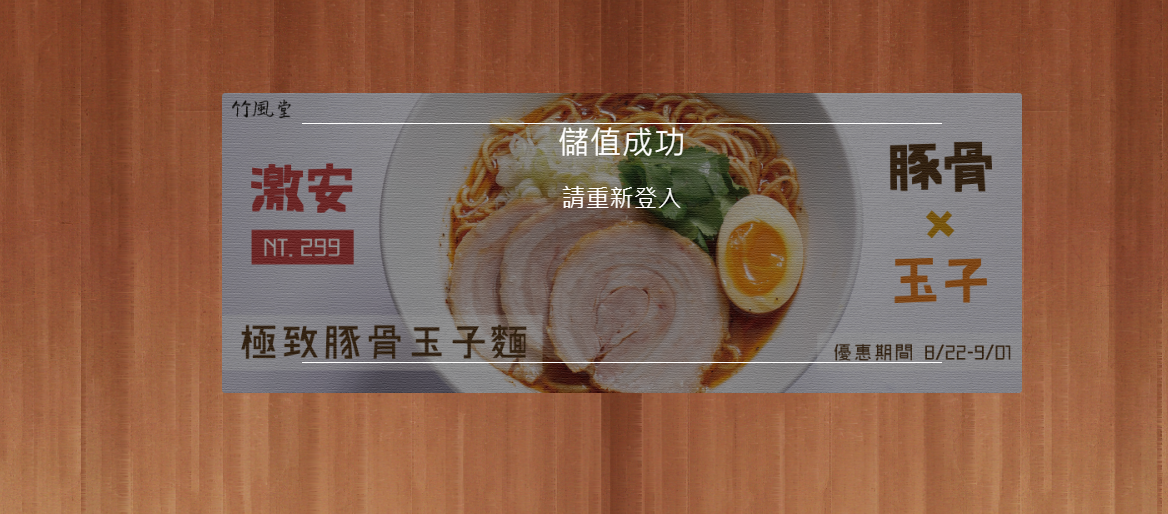 竹風堂
儲值成功
請重新登入
激安
NT. 299
豚骨
×
玉子
極致豚骨玉子麵
優惠期間 8/22-9/01